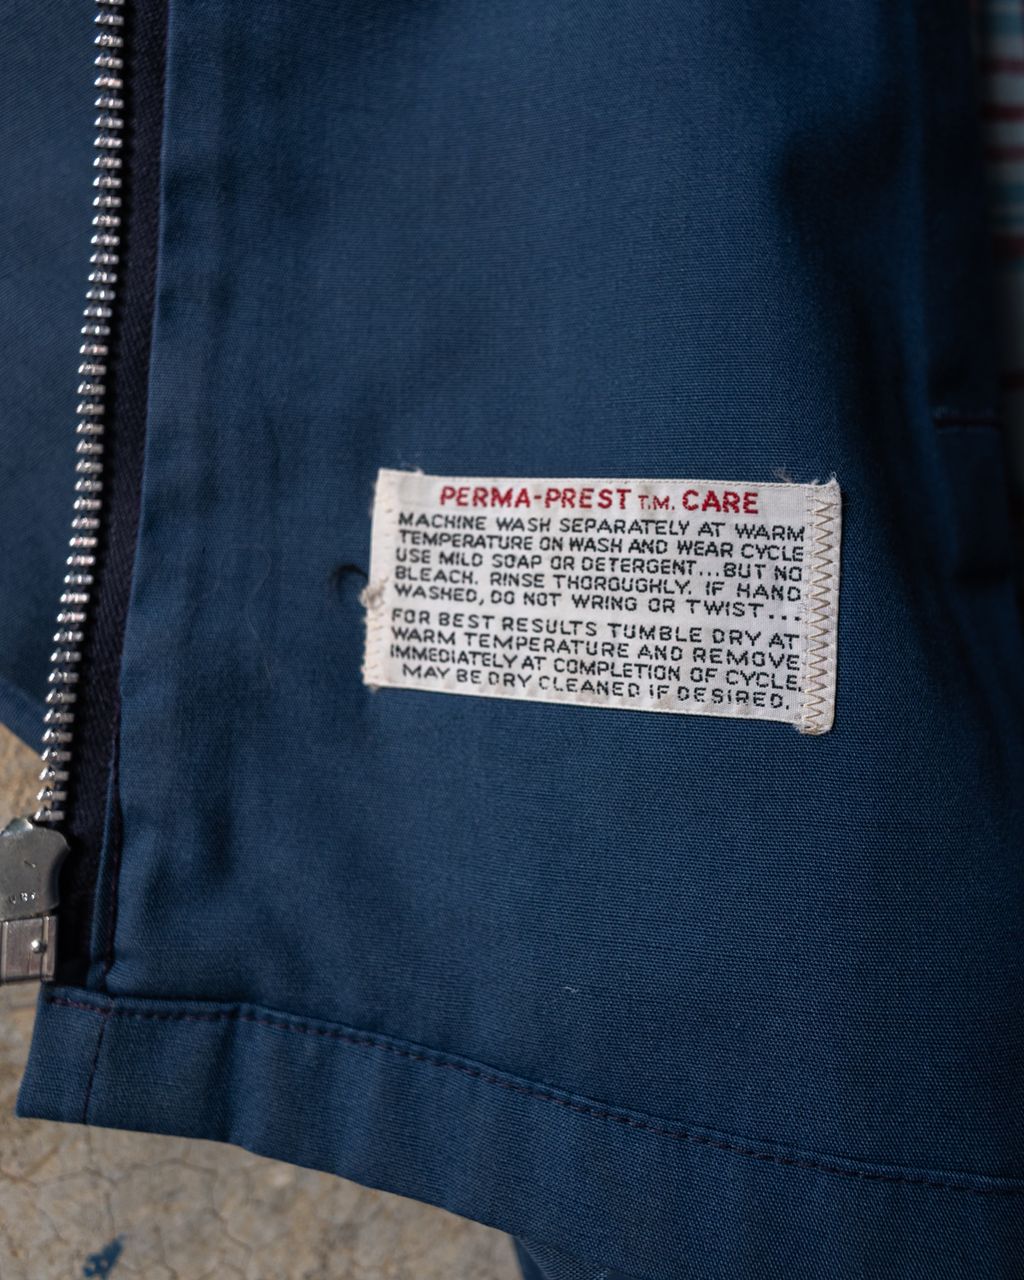 PERMA-PREST T.M. CARE
MACHINE WASH SEPARATELY AT WARM
TEMPERATURE ON WASH AND WEAR CYCLE
USE MILD SOAP OR DETERGENT...BUT NO
BLEACH. RINSE THOROUGHLY. IF HAND
WASHED, DO NOT WRING OR TWIST...
FOR BEST RESULTS TUMBLE DRY AT
WARM TEMPERATURE AND REMOVE
IMMEDIATELY AT COMPLETION OF CYCLE.
MAY BE DRY CLEANED IF DESIRED.